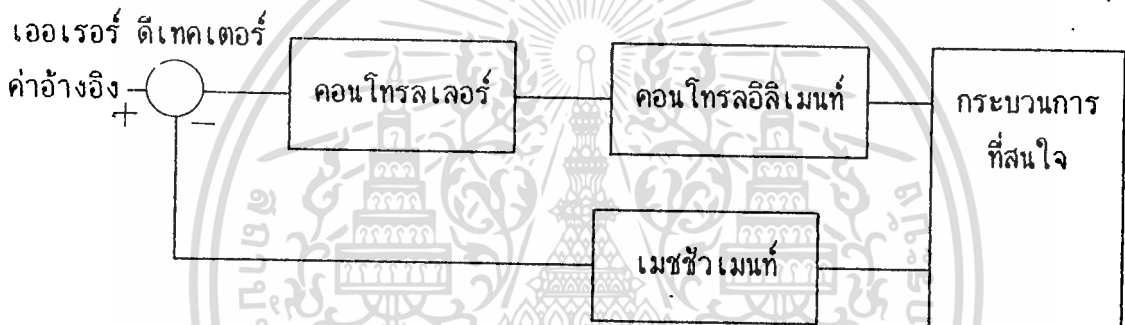 เออเรอร์ ดีเทคเตอร์
ค่าอ้างอิง
+
−
คอนโทรลเลอร์
คอนโทรลอิลิเมนท์
กระบวนการ
ที่สนใจ
เมชชัวเมนท์